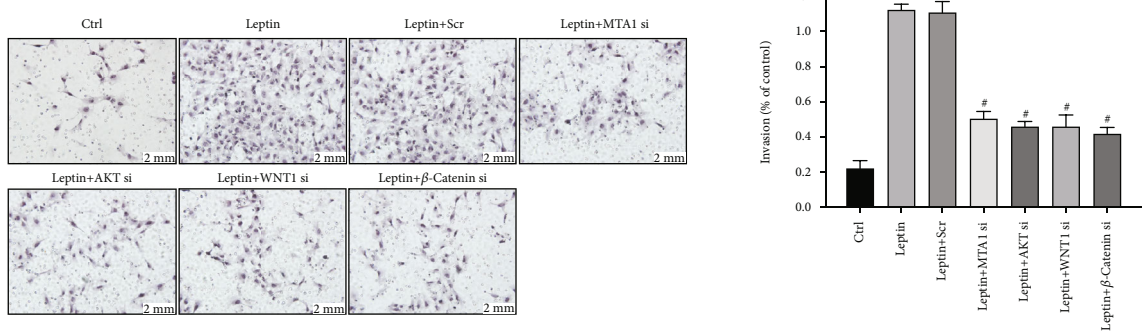 Ctrl
Leptin
Leptin+Scr
Leptin+MTA1 si
2 mm
2 mm
2 mm
2 mm
Leptin+AKT si
Leptin+WNT1 si
Leptin+β-Catenin si
2 mm
2 mm
2 mm
Invasion (% of control)
1.0
0.8
0.6
0.4
0.2
0.0
#
#
#
#
Ctrl
Leptin
Leptin+Scr
Leptin+MTA1 si
Leptin+AKT si
Leptin+WNT1 si
Leptin+β-Catenin si